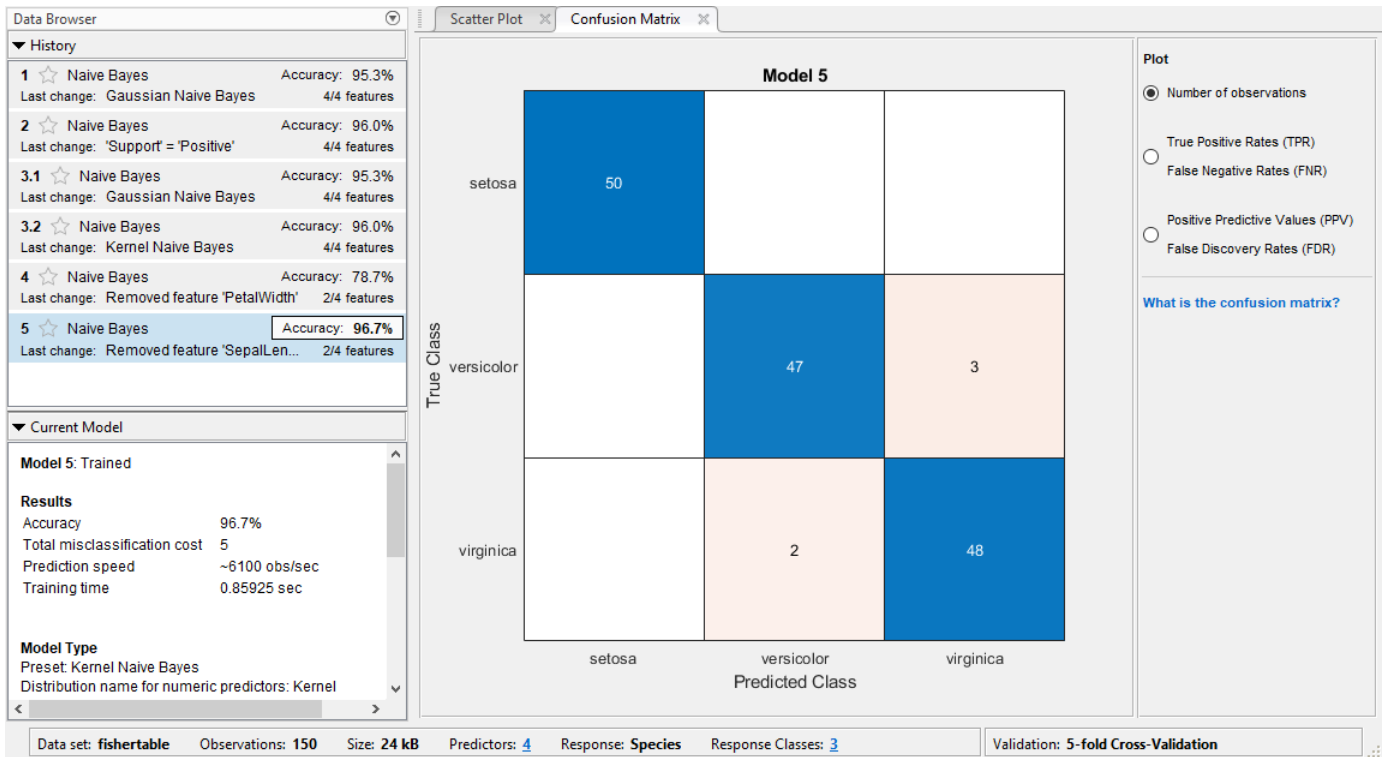 Data Browser
History
1 Naive Bayes Accuracy: 95.3%
Last change: Gaussian Naive Bayes 4/4 features
2 Naive Bayes Accuracy: 96.0%
Last change: 'Support' = 'Positive' 4/4 features
3.1 Naive Bayes Accuracy: 95.3%
Last change: Gaussian Naive Bayes 4/4 features
3.2 Naive Bayes Accuracy: 96.0%
Last change: Kernel Naive Bayes 4/4 features
4 Naive Bayes Accuracy: 78.7%
Last change: Removed feature 'PetalWidth' 2/4 features
5 Naive Bayes Accuracy: 96.7%
Last change: Removed feature 'SepalLen... 2/4 features
Current Model
Model 5: Trained
Results
Accuracy 96.7%
Total misclassification cost 5
Prediction speed ~6100 obs/sec
Training time 0.85925 sec
Model Type
Preset: Kernel Naive Bayes
Distribution name for numeric predictors: Kernel
Scatter Plot Confusion Matrix
Model 5
True Class
setosa 50
versicolor 47 3
virginica 2 48
setosa versicolor virginica
Predicted Class
Plot
Number of observations
True Positive Rates (TPR)
False Negative Rates (FNR)
Positive Predictive Values (PPV)
False Discovery Rates (FDR)
What is the confusion matrix?
Data set: fishertable Observations: 150 Size: 24 kB Predictors: 4 Response: Species Response Classes: 3 Validation: 5-fold Cross-Validation